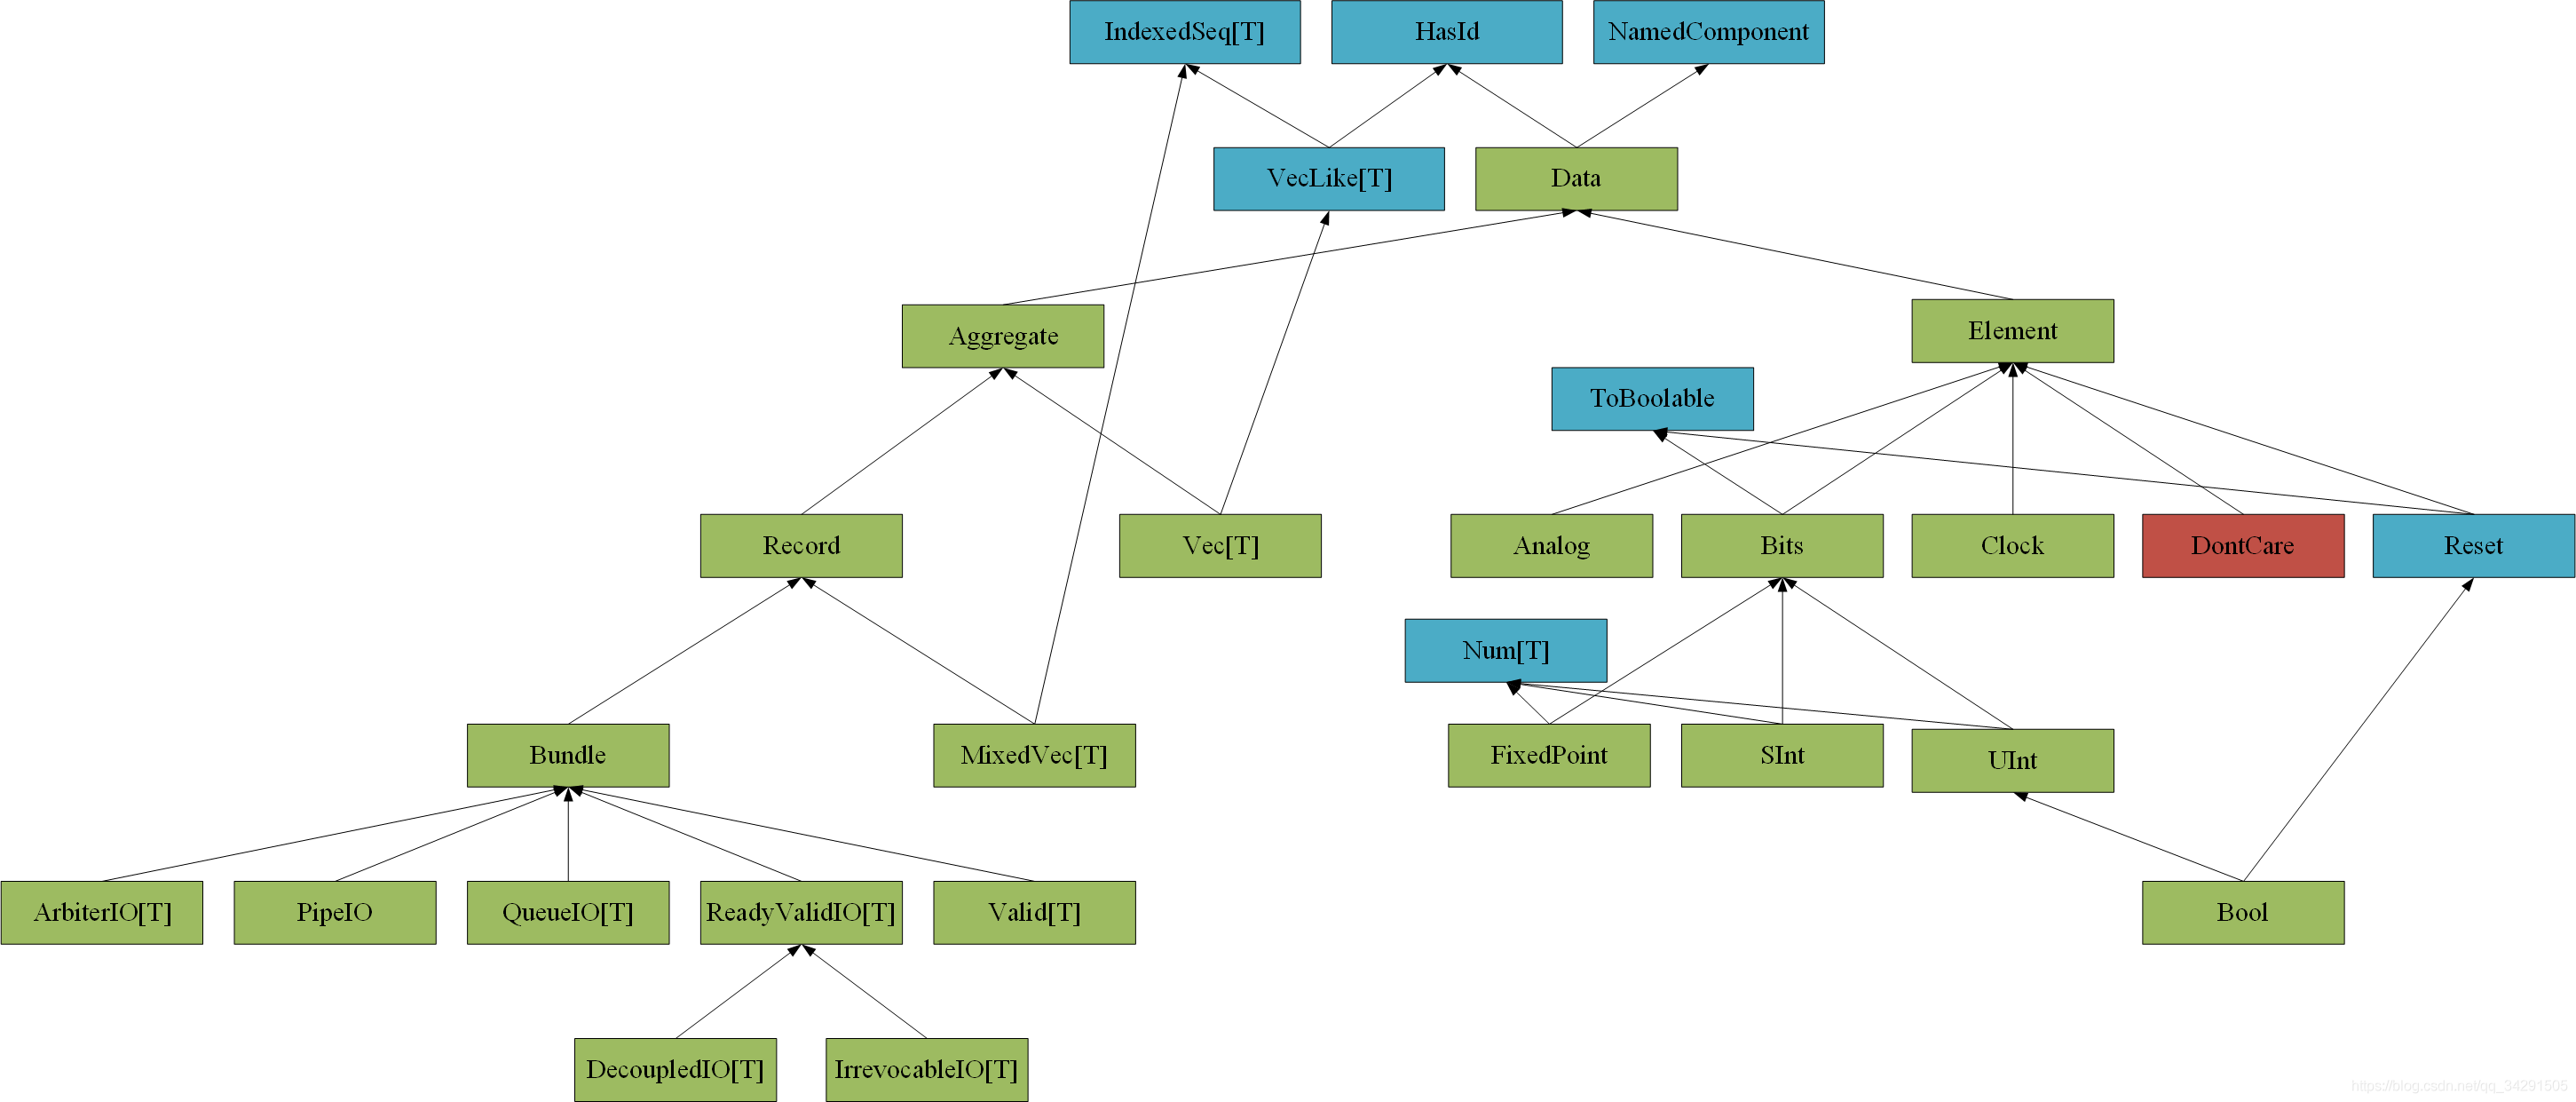 IndexedSeq[T]
HasId
NamedComponent
VecLike[T]
Data
Aggregate
Element
ToBoolable
Record
Vec[T]
Analog
Bits
Clock
DontCare
Reset
Num[T]
Bundle
MixedVec[T]
FixedPoint
SInt
UInt
ArbiterIO[T]
PipeIO
QueueIO[T]
ReadyValidIO[T]
Valid[T]
Bool
DecoupledIO[T]
IrrevocableIO[T]
https://blog.csdn.net/qq_34291505